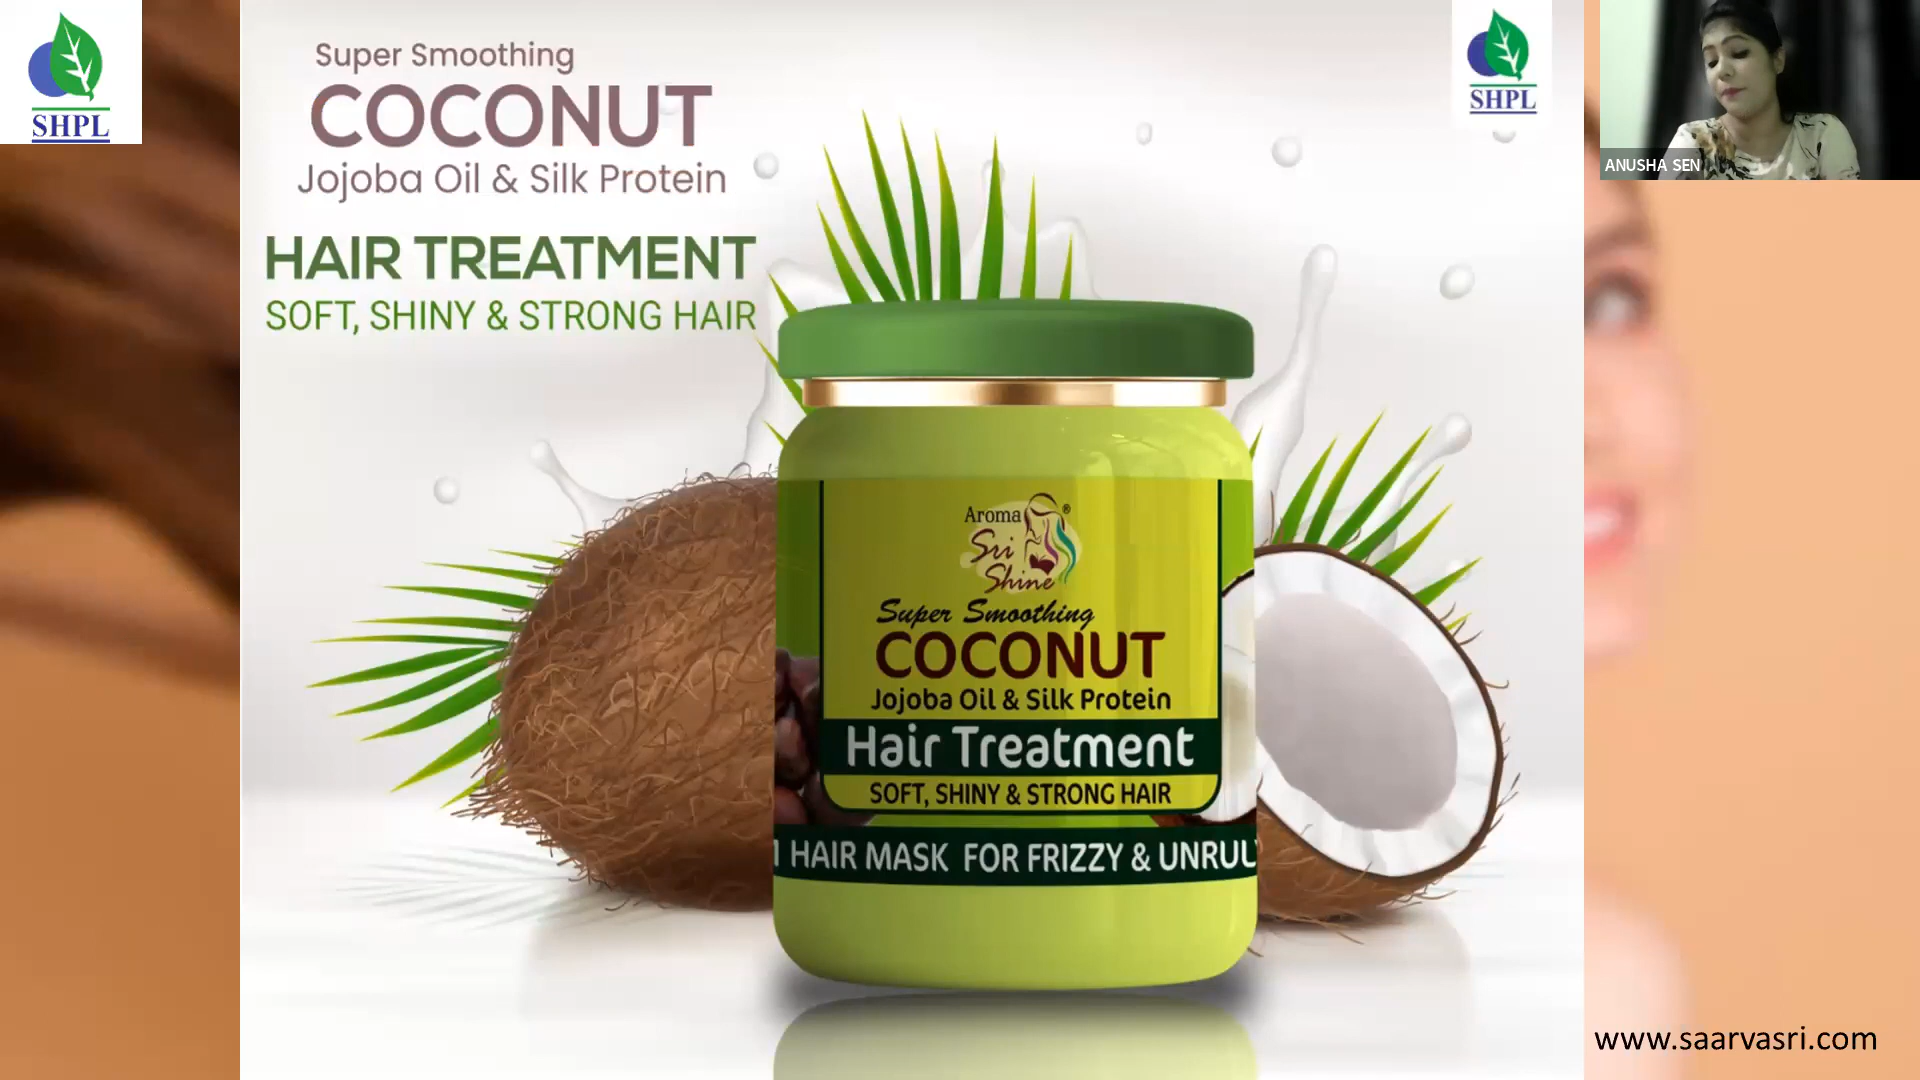 SHPL
Super Smoothing
COCONUT
Jojoba Oil & Silk Protein
HAIR TREATMENT
SOFT, SHINY & STRONG HAIR
SHPL
ANUSHA SEN
Aroma ®
Sri
Shine
Super Smoothing
COCONUT
Jojoba Oil & Silk Protein
Hair Treatment
SOFT, SHINY & STRONG HAIR
HAIR MASK FOR FRIZZY & UNRUL
www.saarvasri.com